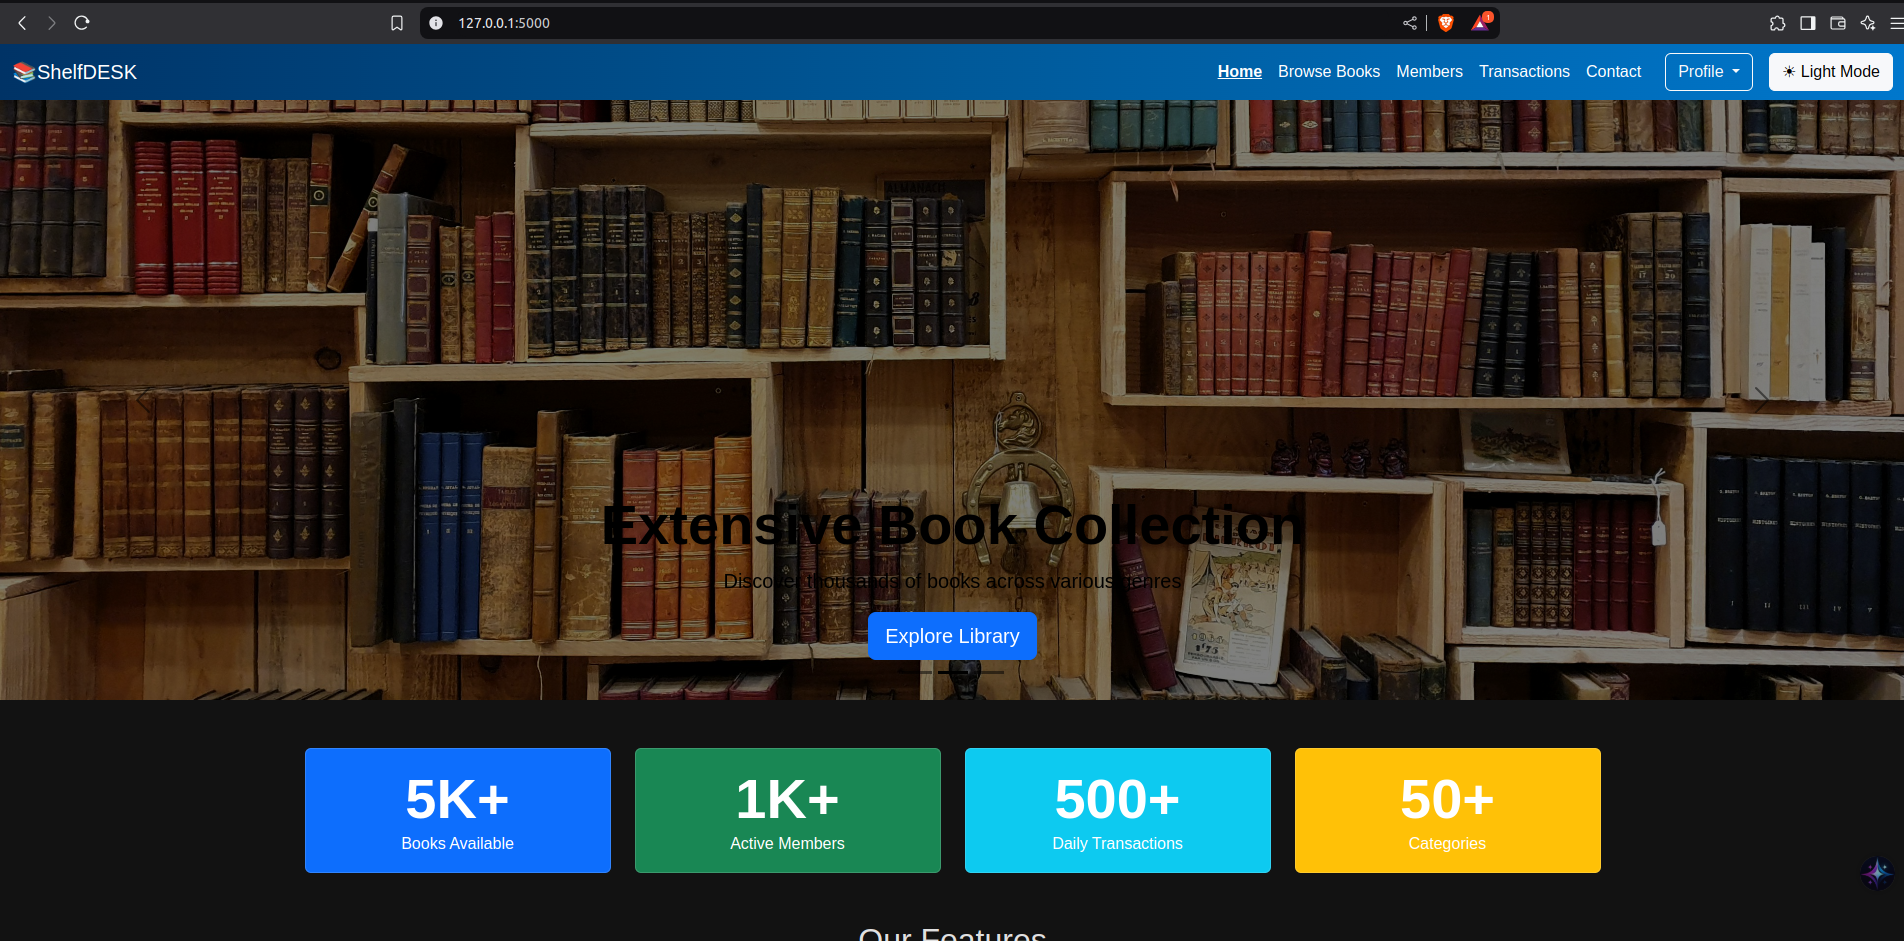 127.0.0.1:5000
1
📚ShelfDESK
Home Browse Books Members Transactions Contact Profile ☀ Light Mode
ALMANACH
Extensive Book Collection
Discover thousands of books across various genres
Explore Library
5K+ 1K+ 500+ 50+
Books Available Active Members Daily Transactions Categories
Our Features